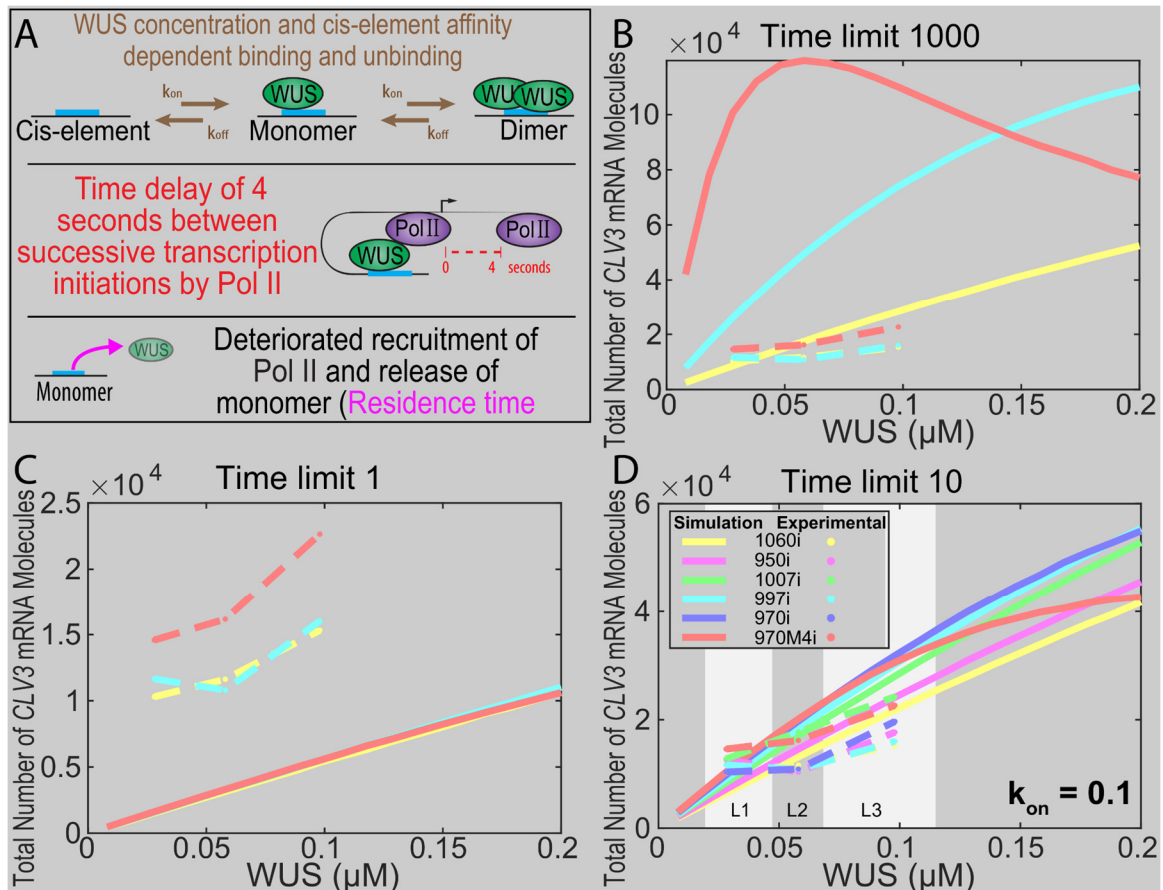 A
WUS concentration and cis-element affinity
dependent binding and unbinding
kon
koff
kon
koff
WUS
WU
WUS
Cis-element
Monomer
Dimer
Time delay of 4
seconds between
successive transcription
initiations by Pol II
Pol II
Pol II
WUS
0
4
seconds
WUS
Monomer
Deteriorated recruitment of
Pol II and release of
monomer (Residence time
B
×10⁴
Time limit 1000
Total Number of CLV3 mRNA Molecules
10
8
6
4
2
0
0.05
0.1
0.15
0.2
WUS (µM)
C
×10⁴
Time limit 1
Total Number of CLV3 mRNA Molecules
2.5
2
1.5
1
0.5
0
0
0.05
0.1
0.15
0.2
WUS (µM)
D
×10⁴
Time limit 10
Total Number of CLV3 mRNA Molecules
6
4
2
0
Simulation Experimental
1060i
950i
1007i
997i
970i
970M4i
L1
L2
L3
kon = 0.1
0
0.05
0.1
0.15
0.2
WUS (µM)